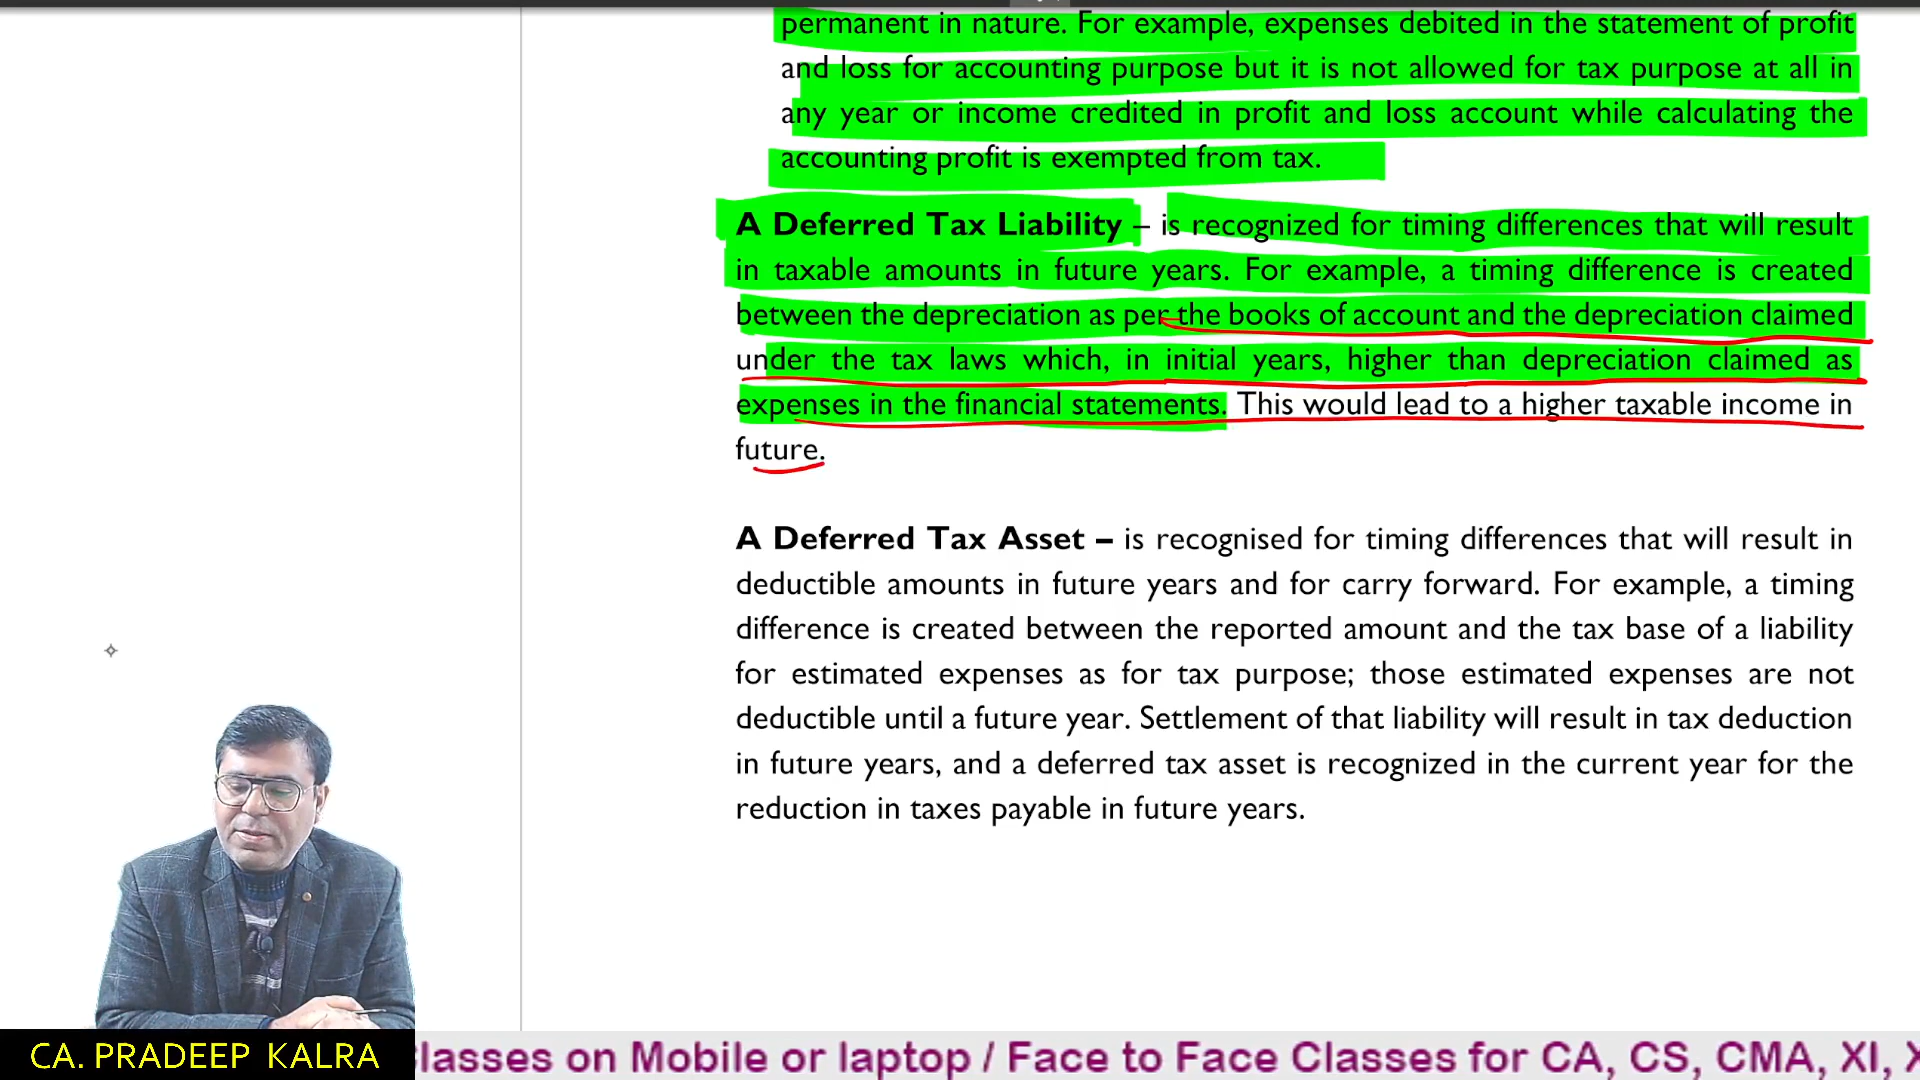 permanent in nature. For example, expenses debited in the statement of profit
and loss for accounting purpose but it is not allowed for tax purpose at all in
any year or income credited in profit and loss account while calculating the
accounting profit is exempted from tax.
A Deferred Tax Liability – is recognized for timing differences that will result
in taxable amounts in future years. For example, a timing difference is created
between the depreciation as per the books of account and the depreciation claimed
under the tax laws which, in initial years, higher than depreciation claimed as
expenses in the financial statements. This would lead to a higher taxable income in
future.
A Deferred Tax Asset – is recognised for timing differences that will result in
deductible amounts in future years and for carry forward. For example, a timing
difference is created between the reported amount and the tax base of a liability
for estimated expenses as for tax purpose; those estimated expenses are not
deductible until a future year. Settlement of that liability will result in tax deduction
in future years, and a deferred tax asset is recognized in the current year for the
reduction in taxes payable in future years.
CA. PRADEEP KALRA
lasses on Mobile or laptop / Face to Face Classes for CA, CS, CMA, XI,